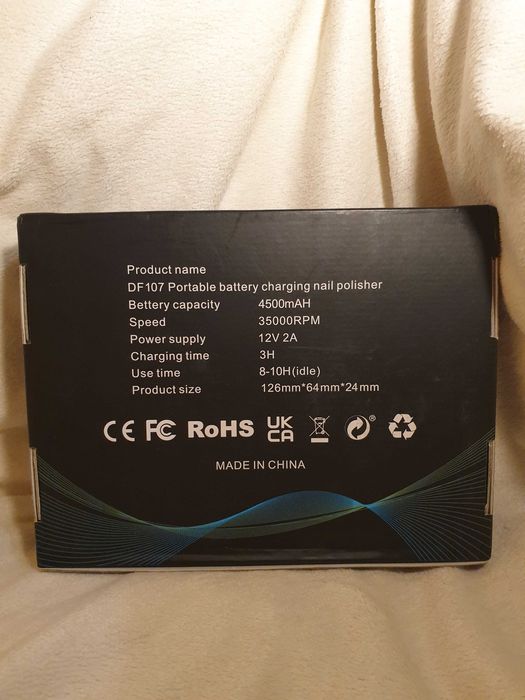 Product name
DF107 Portable battery charging nail polisher
Bettery capacity 4500mAH
Speed 35000RPM
Power supply 12V 2A
Charging time 3H
Use time 8-10H(idle)
Product size 126mm*64mm*24mm
CE FC RoHS UK CA ®
MADE IN CHINA